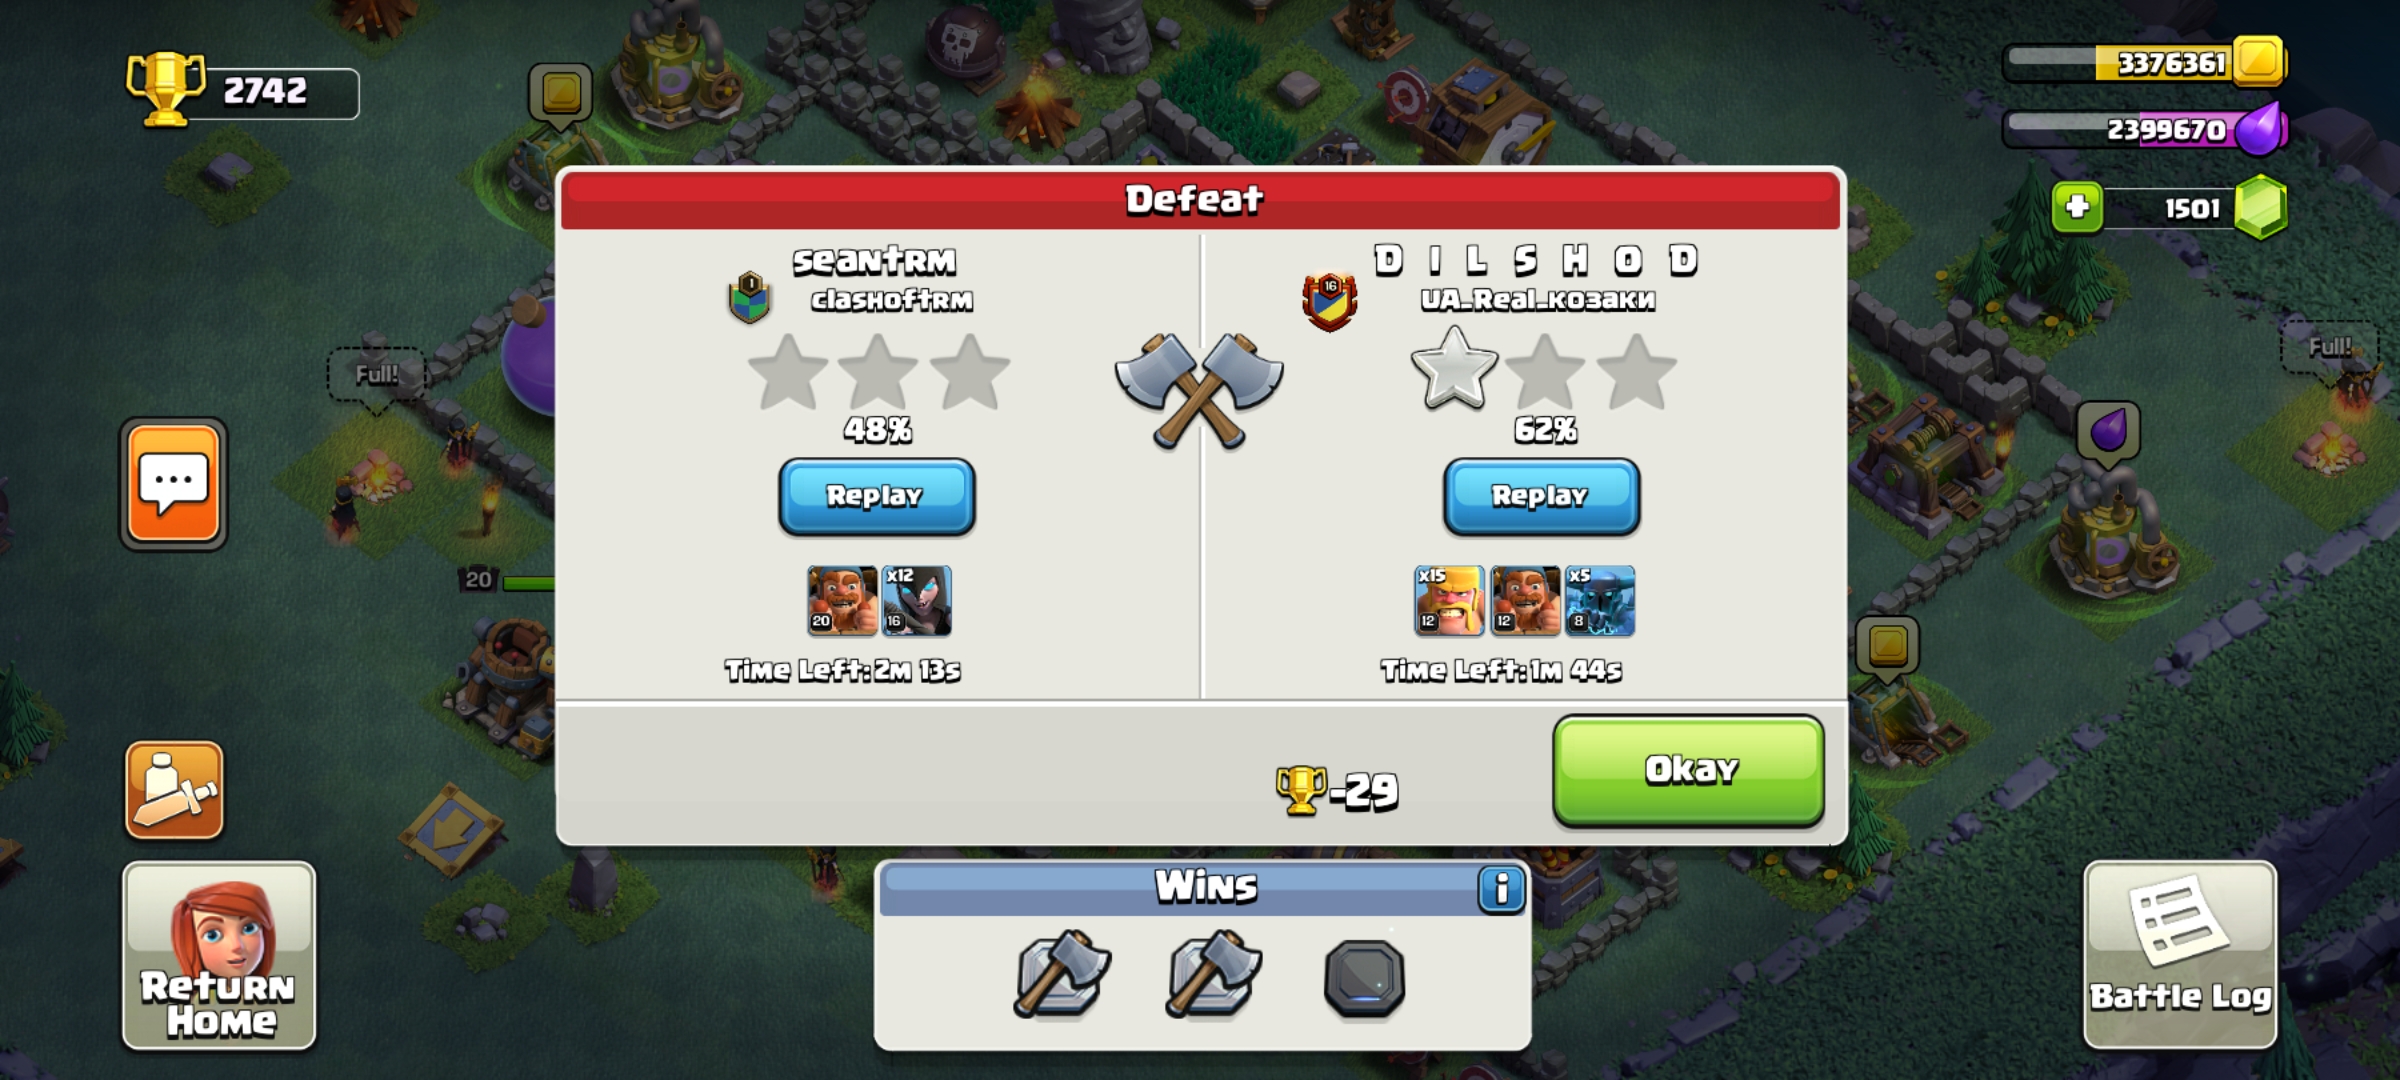 2742
3376361
2399670
1501
Defeat
seantrm
clashoftrm
1
48%
Replay
20
x12
16
Time Left: 2m 13s
D I L S H O D
UA_Real_козаки
16
62%
Replay
x15
12
12
x5
8
Time Left: 1m 44s
Full!
Full!
20
-29
Okay
Wins
i
Return
Home
Battle Log